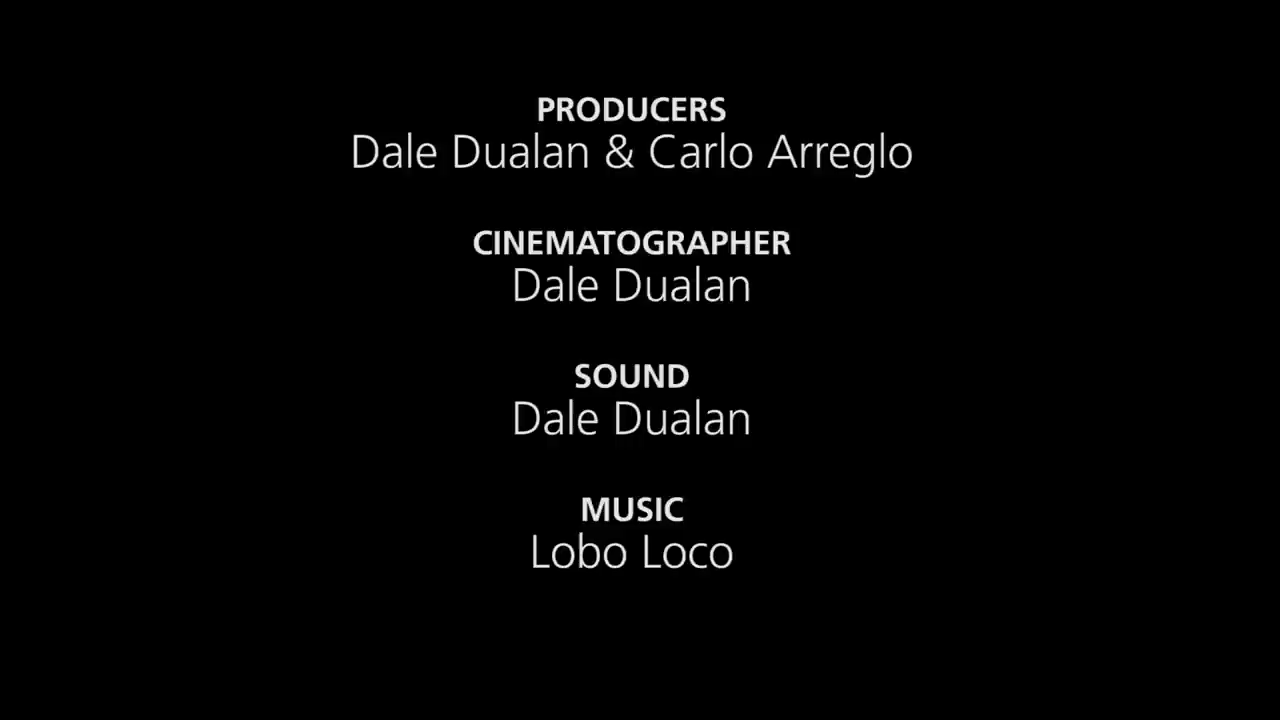 PRODUCERS
Dale Dualan & Carlo Arreglo
CINEMATOGRAPHER
Dale Dualan
SOUND
Dale Dualan
MUSIC
Lobo Loco